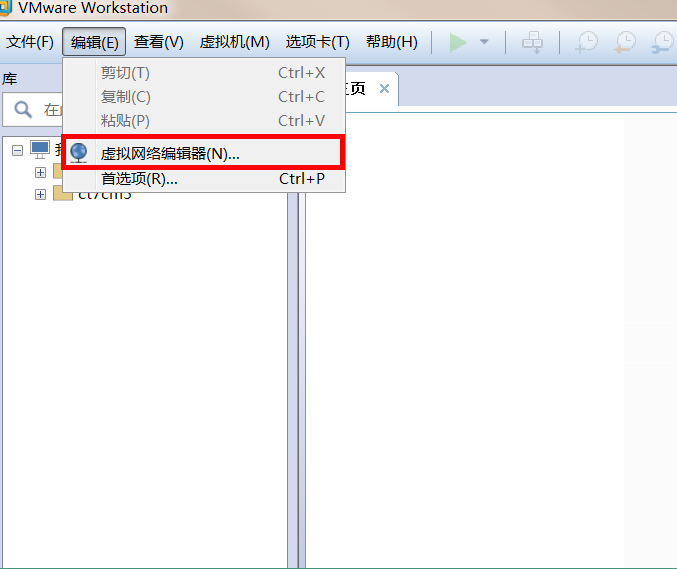 VMware Workstation
文件(F) 编辑(E) 查看(V) 虚拟机(M) 选项卡(T) 帮助(H)
库
剪切(T) Ctrl+X
复制(C) Ctrl+C
粘贴(P) Ctrl+V
虚拟网络编辑器(N)...
首选项(R)... Ctrl+P
页
在